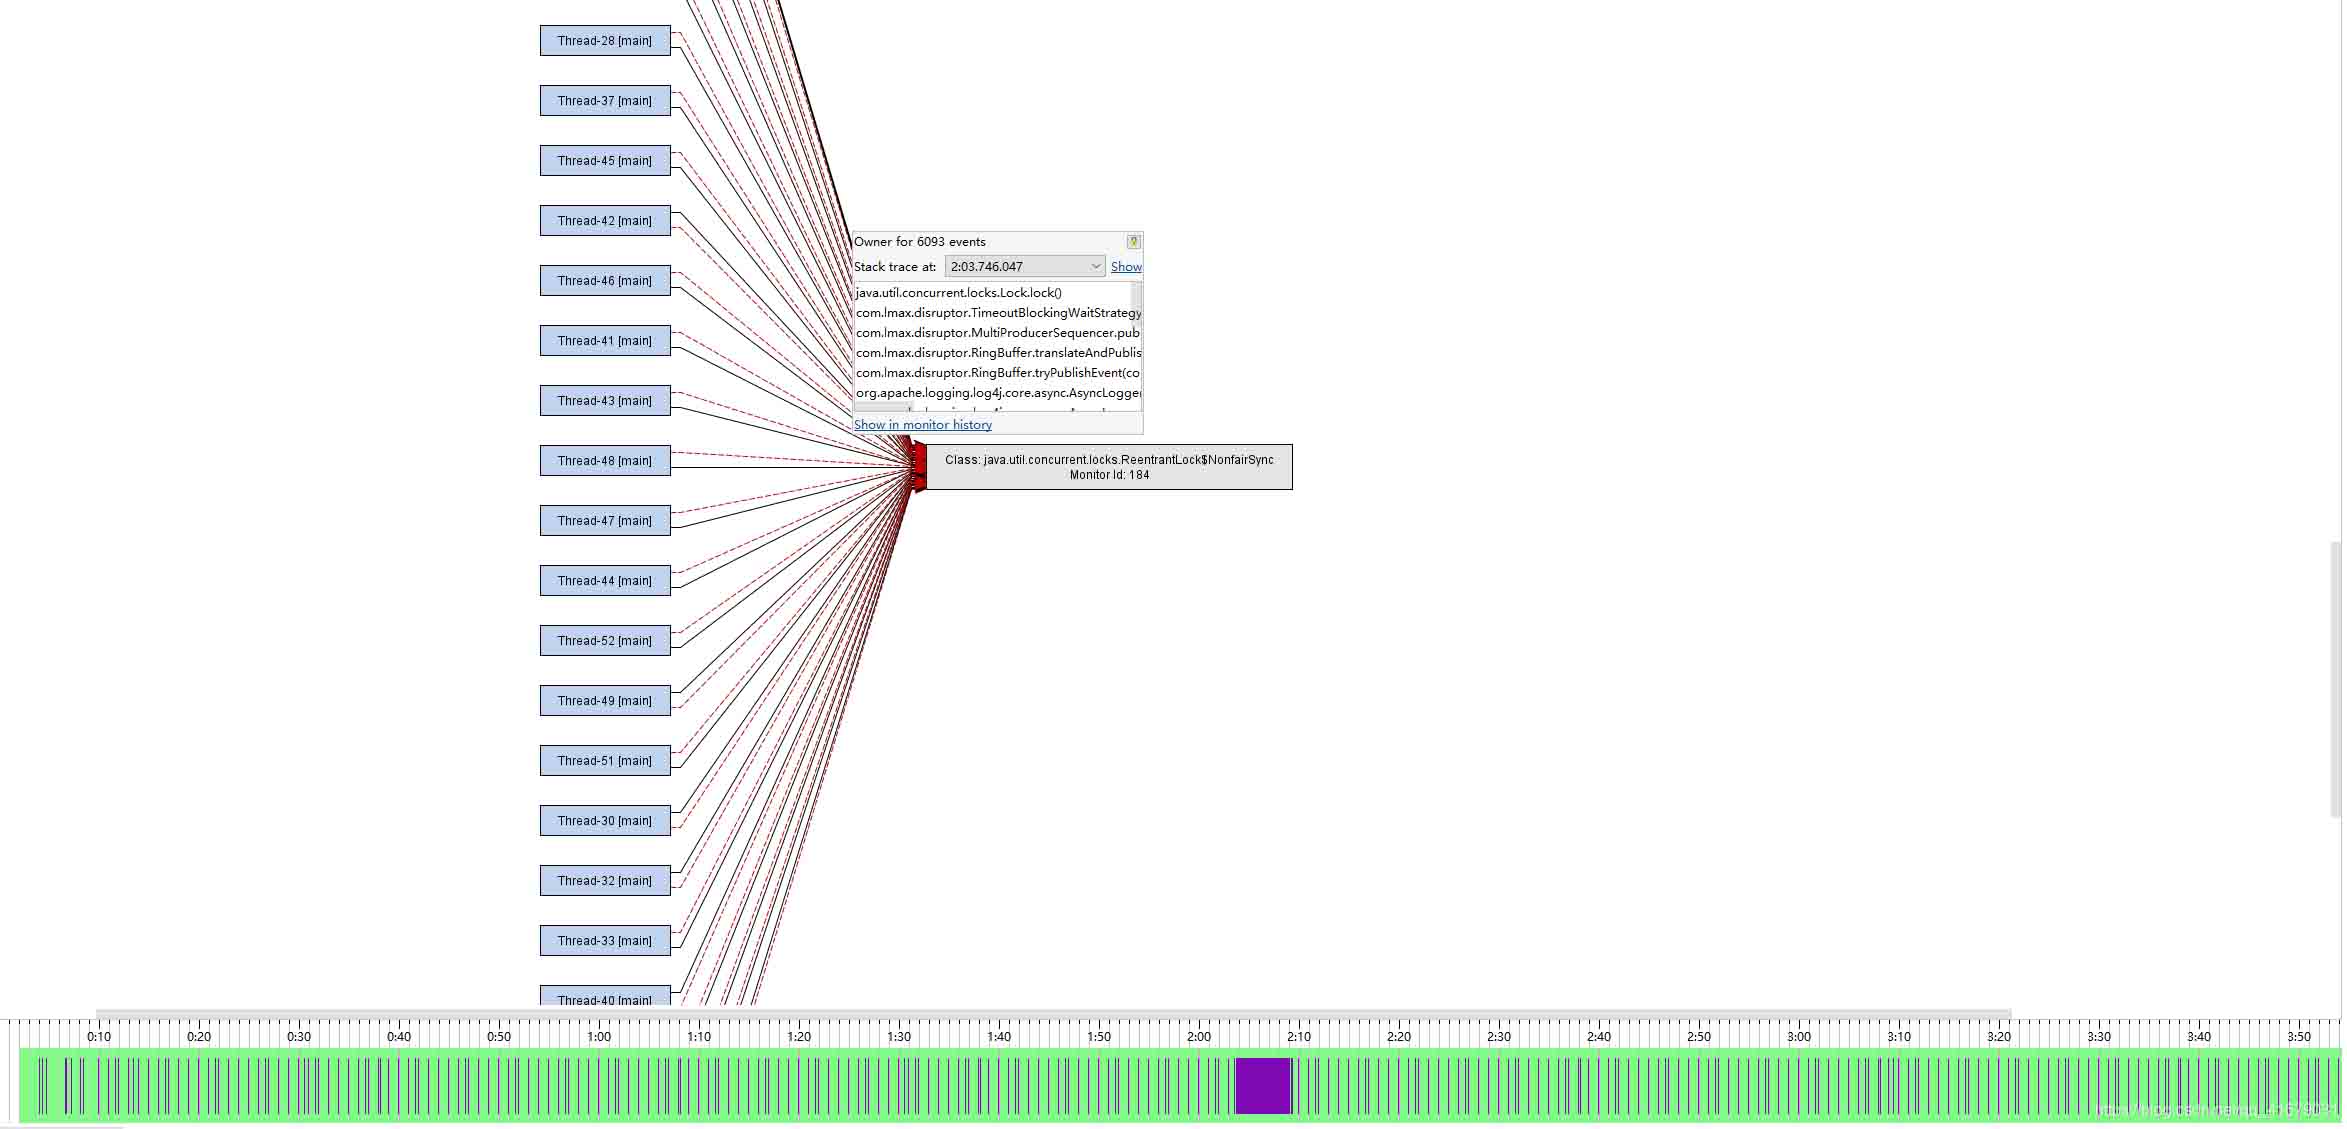 Thread-28 [main]
Thread-37 [main]
Thread-45 [main]
Thread-42 [main]
Owner for 6093 events
Stack trace at: 2:03.746.047 Show
java.util.concurrent.locks.Lock.lock()
com.lmax.disruptor.TimeoutBlockingWaitStrategy
com.lmax.disruptor.MultiProducerSequencer.pub
com.lmax.disruptor.RingBuffer.translateAndPublis
com.lmax.disruptor.RingBuffer.tryPublishEvent(co
org.apache.logging.log4j.core.async.AsyncLogger
Show in monitor history
Thread-46 [main]
Thread-41 [main]
Thread-43 [main]
Thread-48 [main]
Class: java.util.concurrent.locks.ReentrantLock$NonfairSync
Monitor Id: 184
Thread-47 [main]
Thread-44 [main]
Thread-52 [main]
Thread-49 [main]
Thread-51 [main]
Thread-30 [main]
Thread-32 [main]
Thread-33 [main]
Thread-40 [main]
0:10 0:20 0:30 0:40 0:50 1:00 1:10 1:20 1:30 1:40 1:50 2:00 2:10 2:20 2:30 2:40 2:50 3:00 3:10 3:20 3:30 3:40 3:50